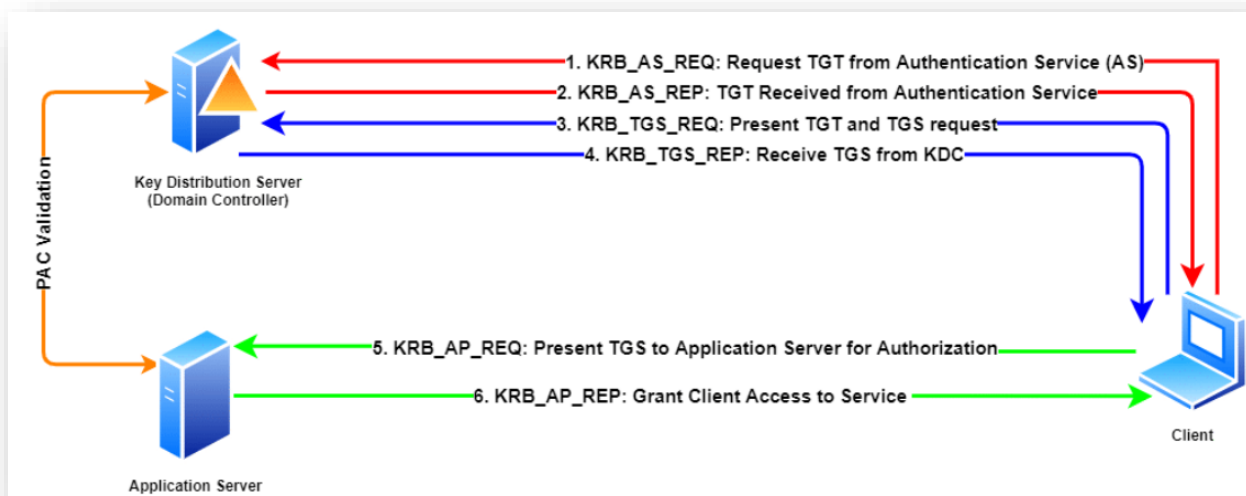 1. KRB_AS_REQ: Request TGT from Authentication Service (AS)
2. KRB_AS_REP: TGT Received from Authentication Service
3. KRB_TGS_REQ: Present TGT and TGS request
4. KRB_TGS_REP: Receive TGS from KDC
Key Distribution Server
(Domain Controller)
PAC Validation
5. KRB_AP_REQ: Present TGS to Application Server for Authorization
6. KRB_AP_REP: Grant Client Access to Service
Client
Application Server